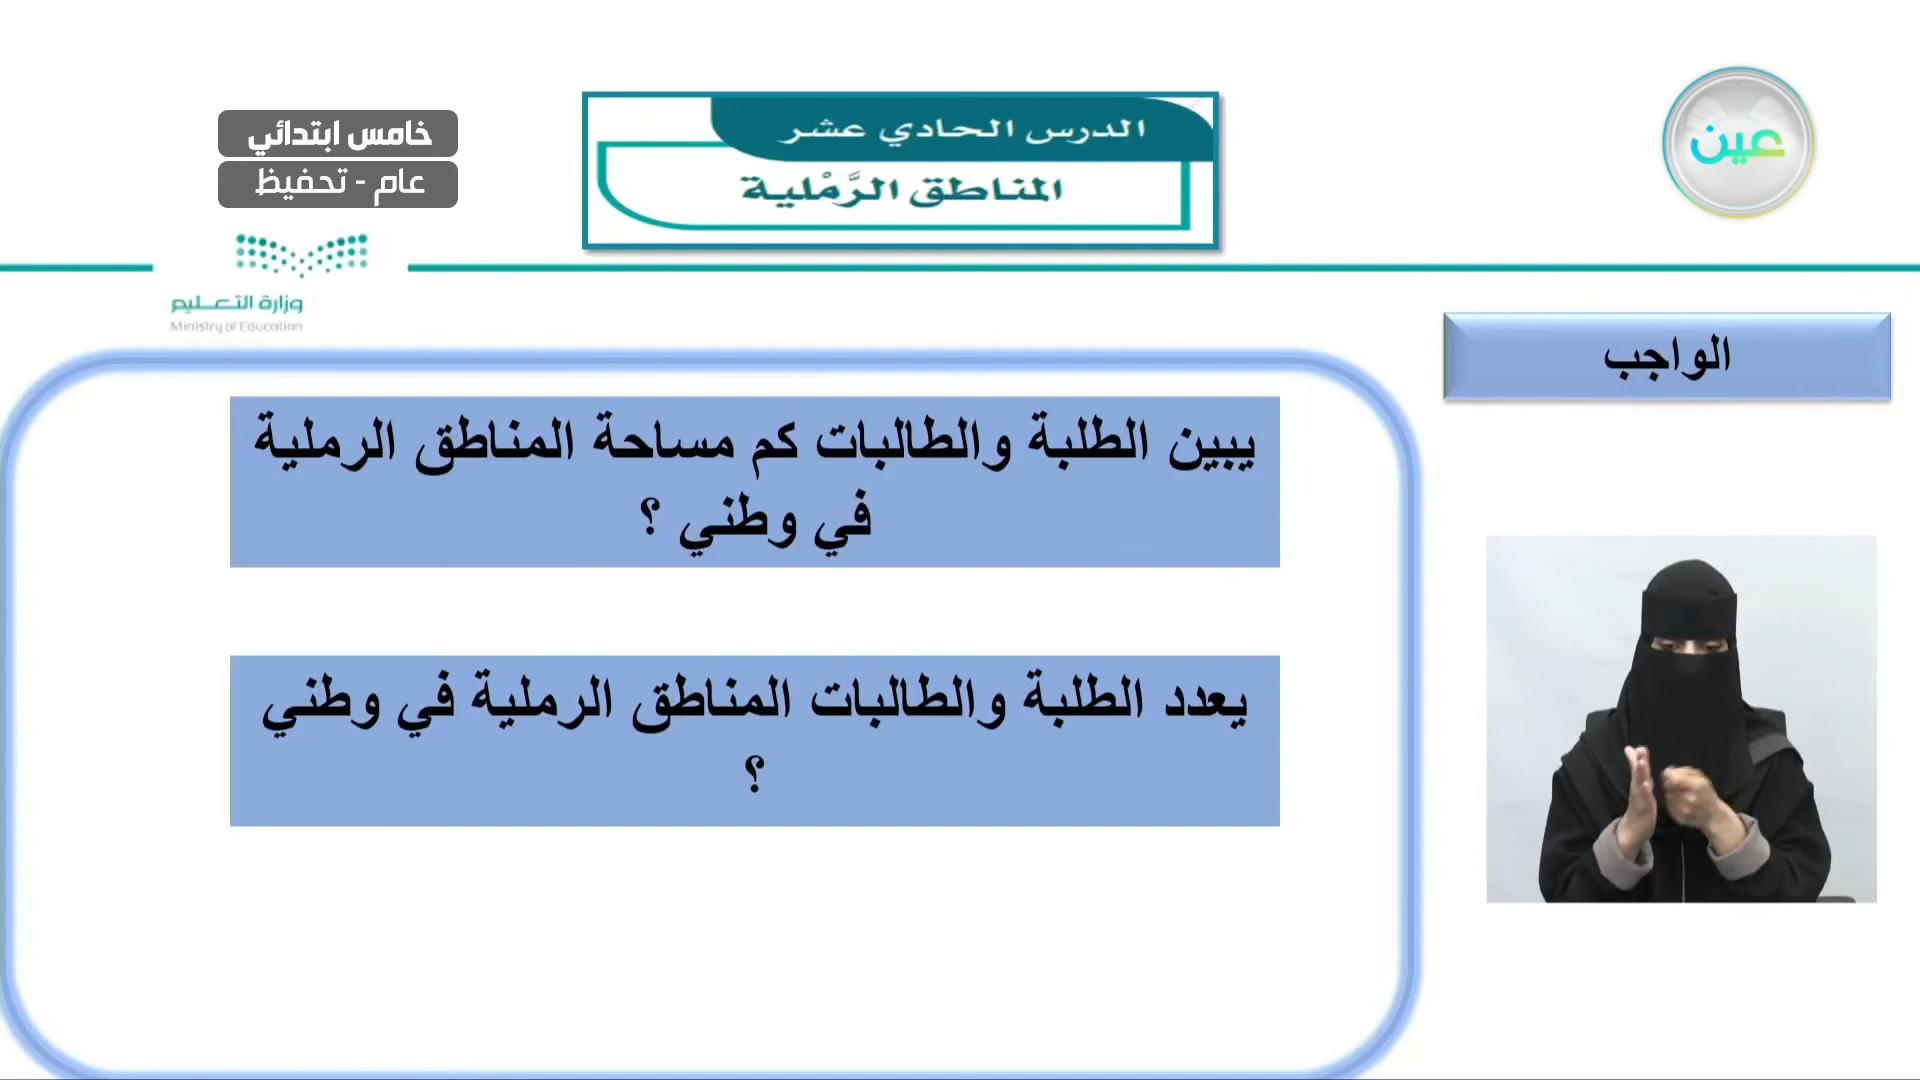 عين
الدرس الحادي عشر
المناطق الرَّمْلية
خامس ابتدائي
عام - تحفيظ
وزارة التعليم
Ministry of Education
الواجب
يبين الطلبة والطالبات كم مساحة المناطق الرملية
في وطني ؟
يعدد الطلبة والطالبات المناطق الرملية في وطني
؟